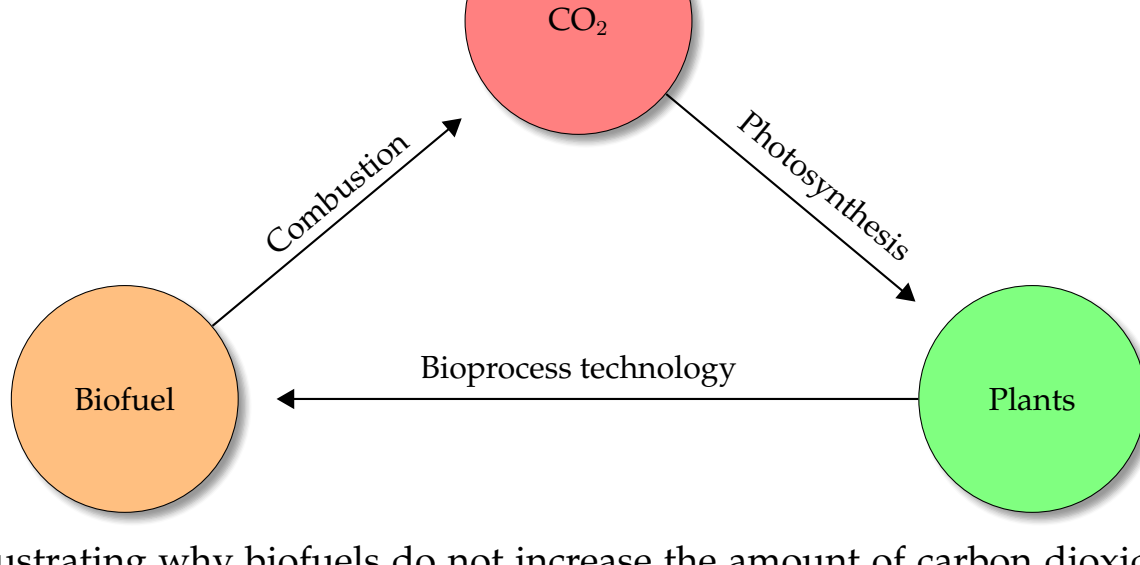 CO₂
Combustion
Photosynthesis
Bioprocess technology
Biofuel
Plants
why biofuels do not increase the amount of carbon